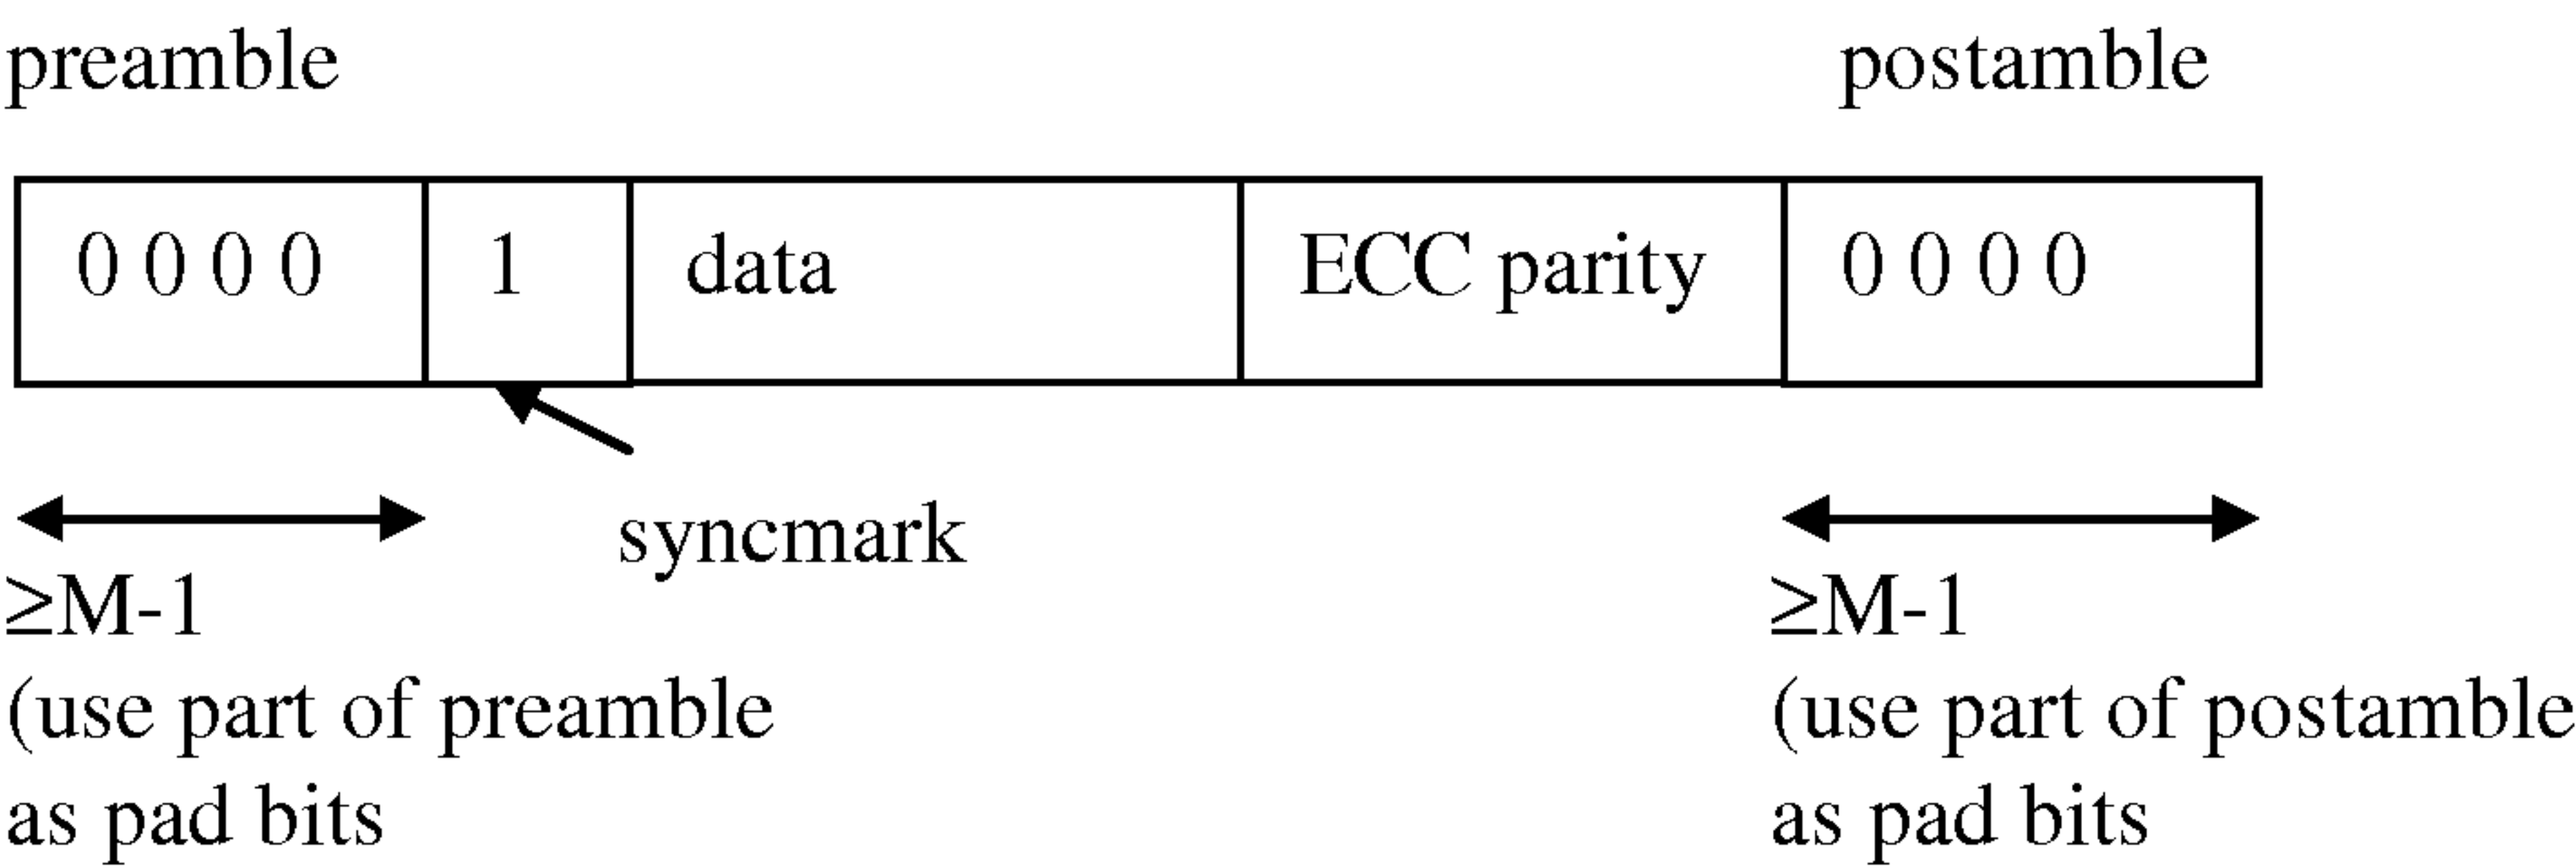 preamble postamble
0 0 0 0 1 data ECC parity 0 0 0 0
syncmark
≥M-1
(use part of preamble
as pad bits
≥M-1
(use part of postamble
as pad bits